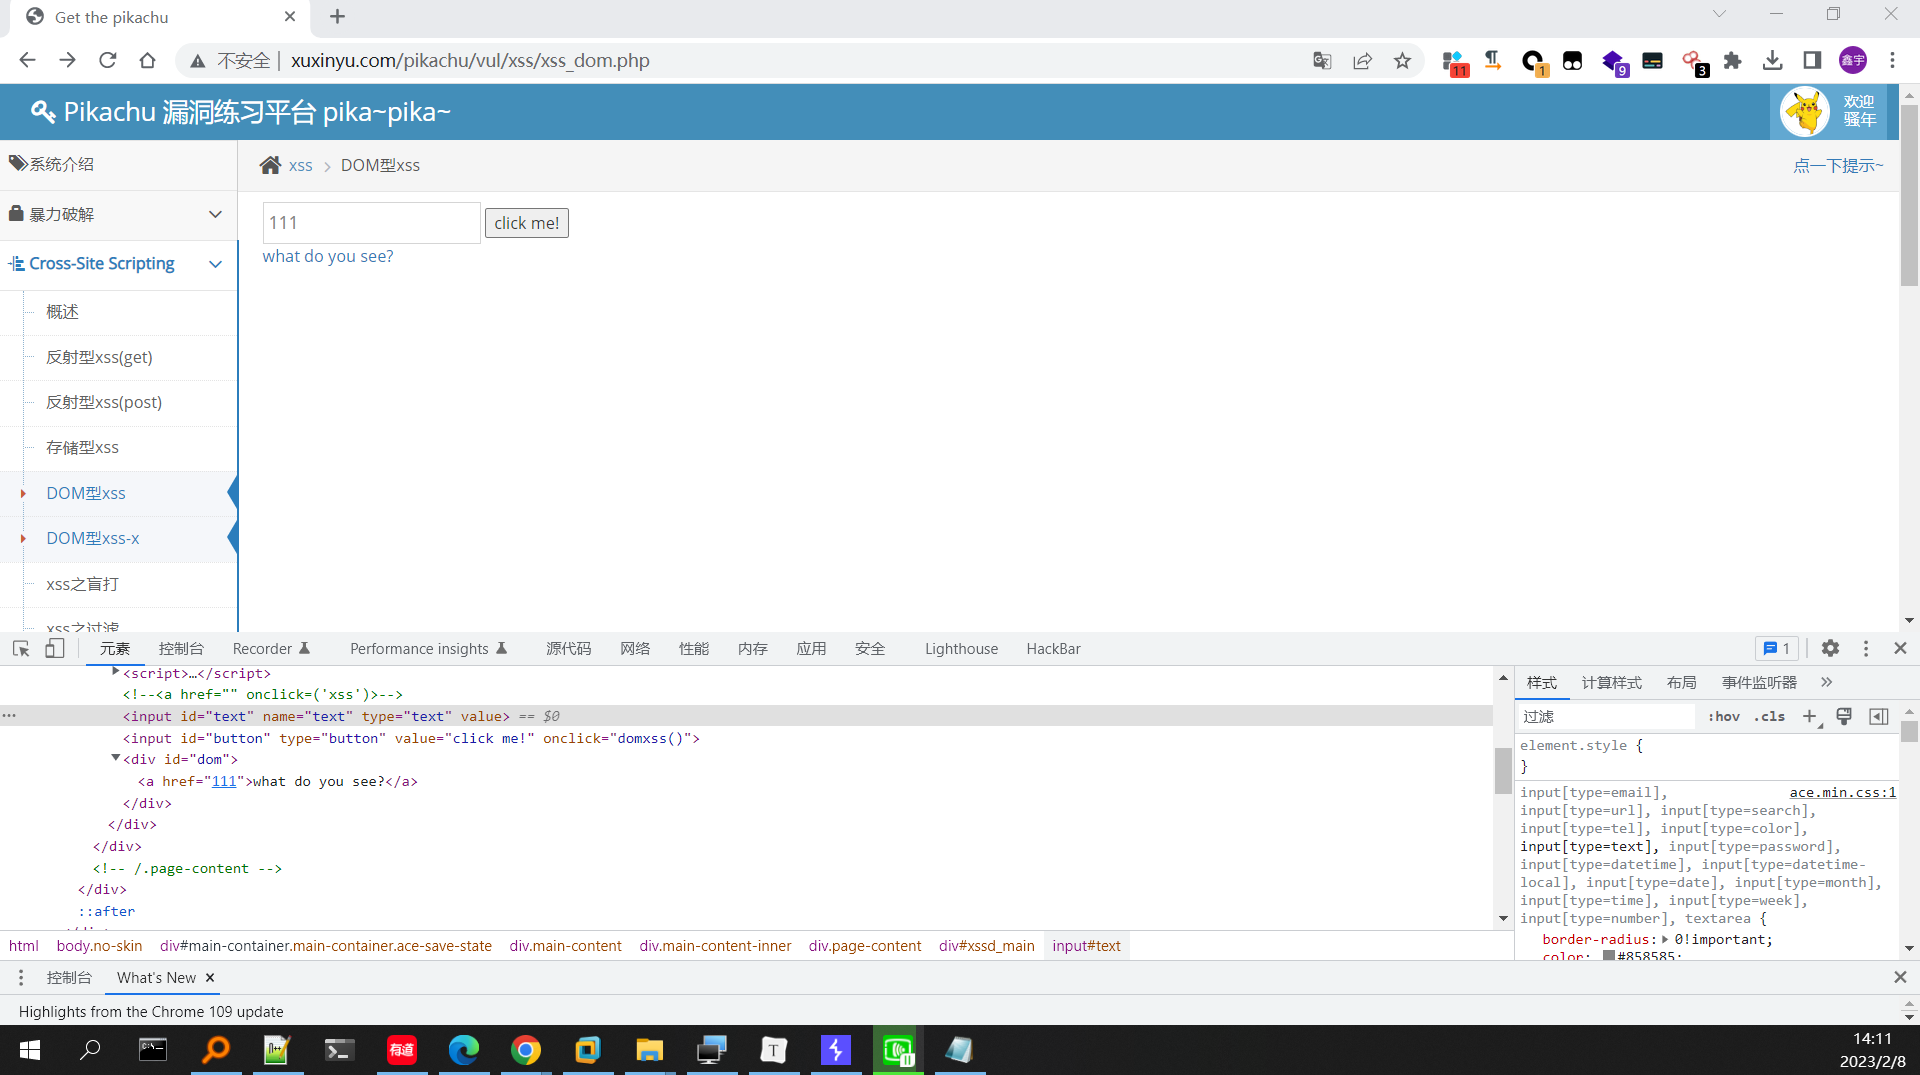 Get the pikachu
不安全 | xuxinyu.com/pikachu/vul/xss/xss_dom.php
11
1
9
3
鑫宇
Pikachu 漏洞练习平台 pika~pika~
欢迎
骚年
系统介绍
xss > DOM型xss
点一下提示~
暴力破解
111
click me!
what do you see?
Cross-Site Scripting
概述
反射型xss(get)
反射型xss(post)
存储型xss
DOM型xss
DOM型xss-x
xss之盲打
xss之过滤
元素 控制台 Recorder Performance insights 源代码 网络 性能 内存 应用 安全 Lighthouse HackBar 1
<script>…</script>
<!--<a href="" onclick=('xss')>-->
<input id="text" name="text" type="text" value> == $0
<input id="button" type="button" value="click me!" onclick="domxss()">
<div id="dom">
<a href="111">what do you see?</a>
</div>
</div>
</div>
<!-- /.page-content -->
</div>
::after
html body.no-skin div#main-container.main-container.ace-save-state div.main-content div.main-content-inner div.page-content div#xssd_main input#text
样式 计算样式 布局 事件监听器
过滤 :hov .cls
element.style {
}
input[type=email], ace.min.css:1
input[type=url], input[type=search],
input[type=tel], input[type=color],
input[type=text], input[type=password],
input[type=datetime], input[type=datetime-
local], input[type=date], input[type=month],
input[type=time], input[type=week],
input[type=number], textarea {
border-radius: 0!important;
color: #858585;
控制台 What's New
Highlights from the Chrome 109 update
有道
T
14:11
2023/2/8